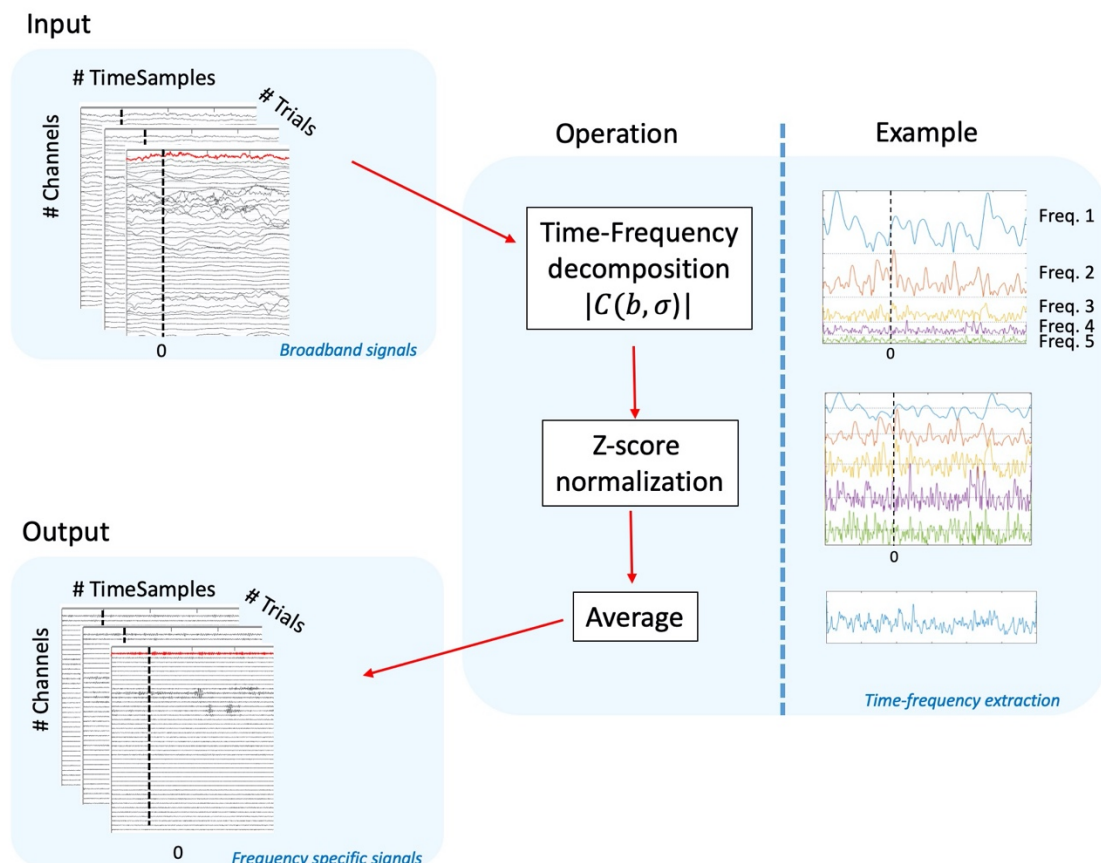 Input
# TimeSamples
# Trials
# Channels
0
Broadband signals
Operation
Example
Time-Frequency
decomposition
|C(b, σ)|
Freq. 1
Freq. 2
Freq. 3
Freq. 4
Freq. 5
0
Z-score
normalization
0
Average
Time-frequency extraction
Output
# TimeSamples
# Trials
# Channels
0
Frequency specific signals